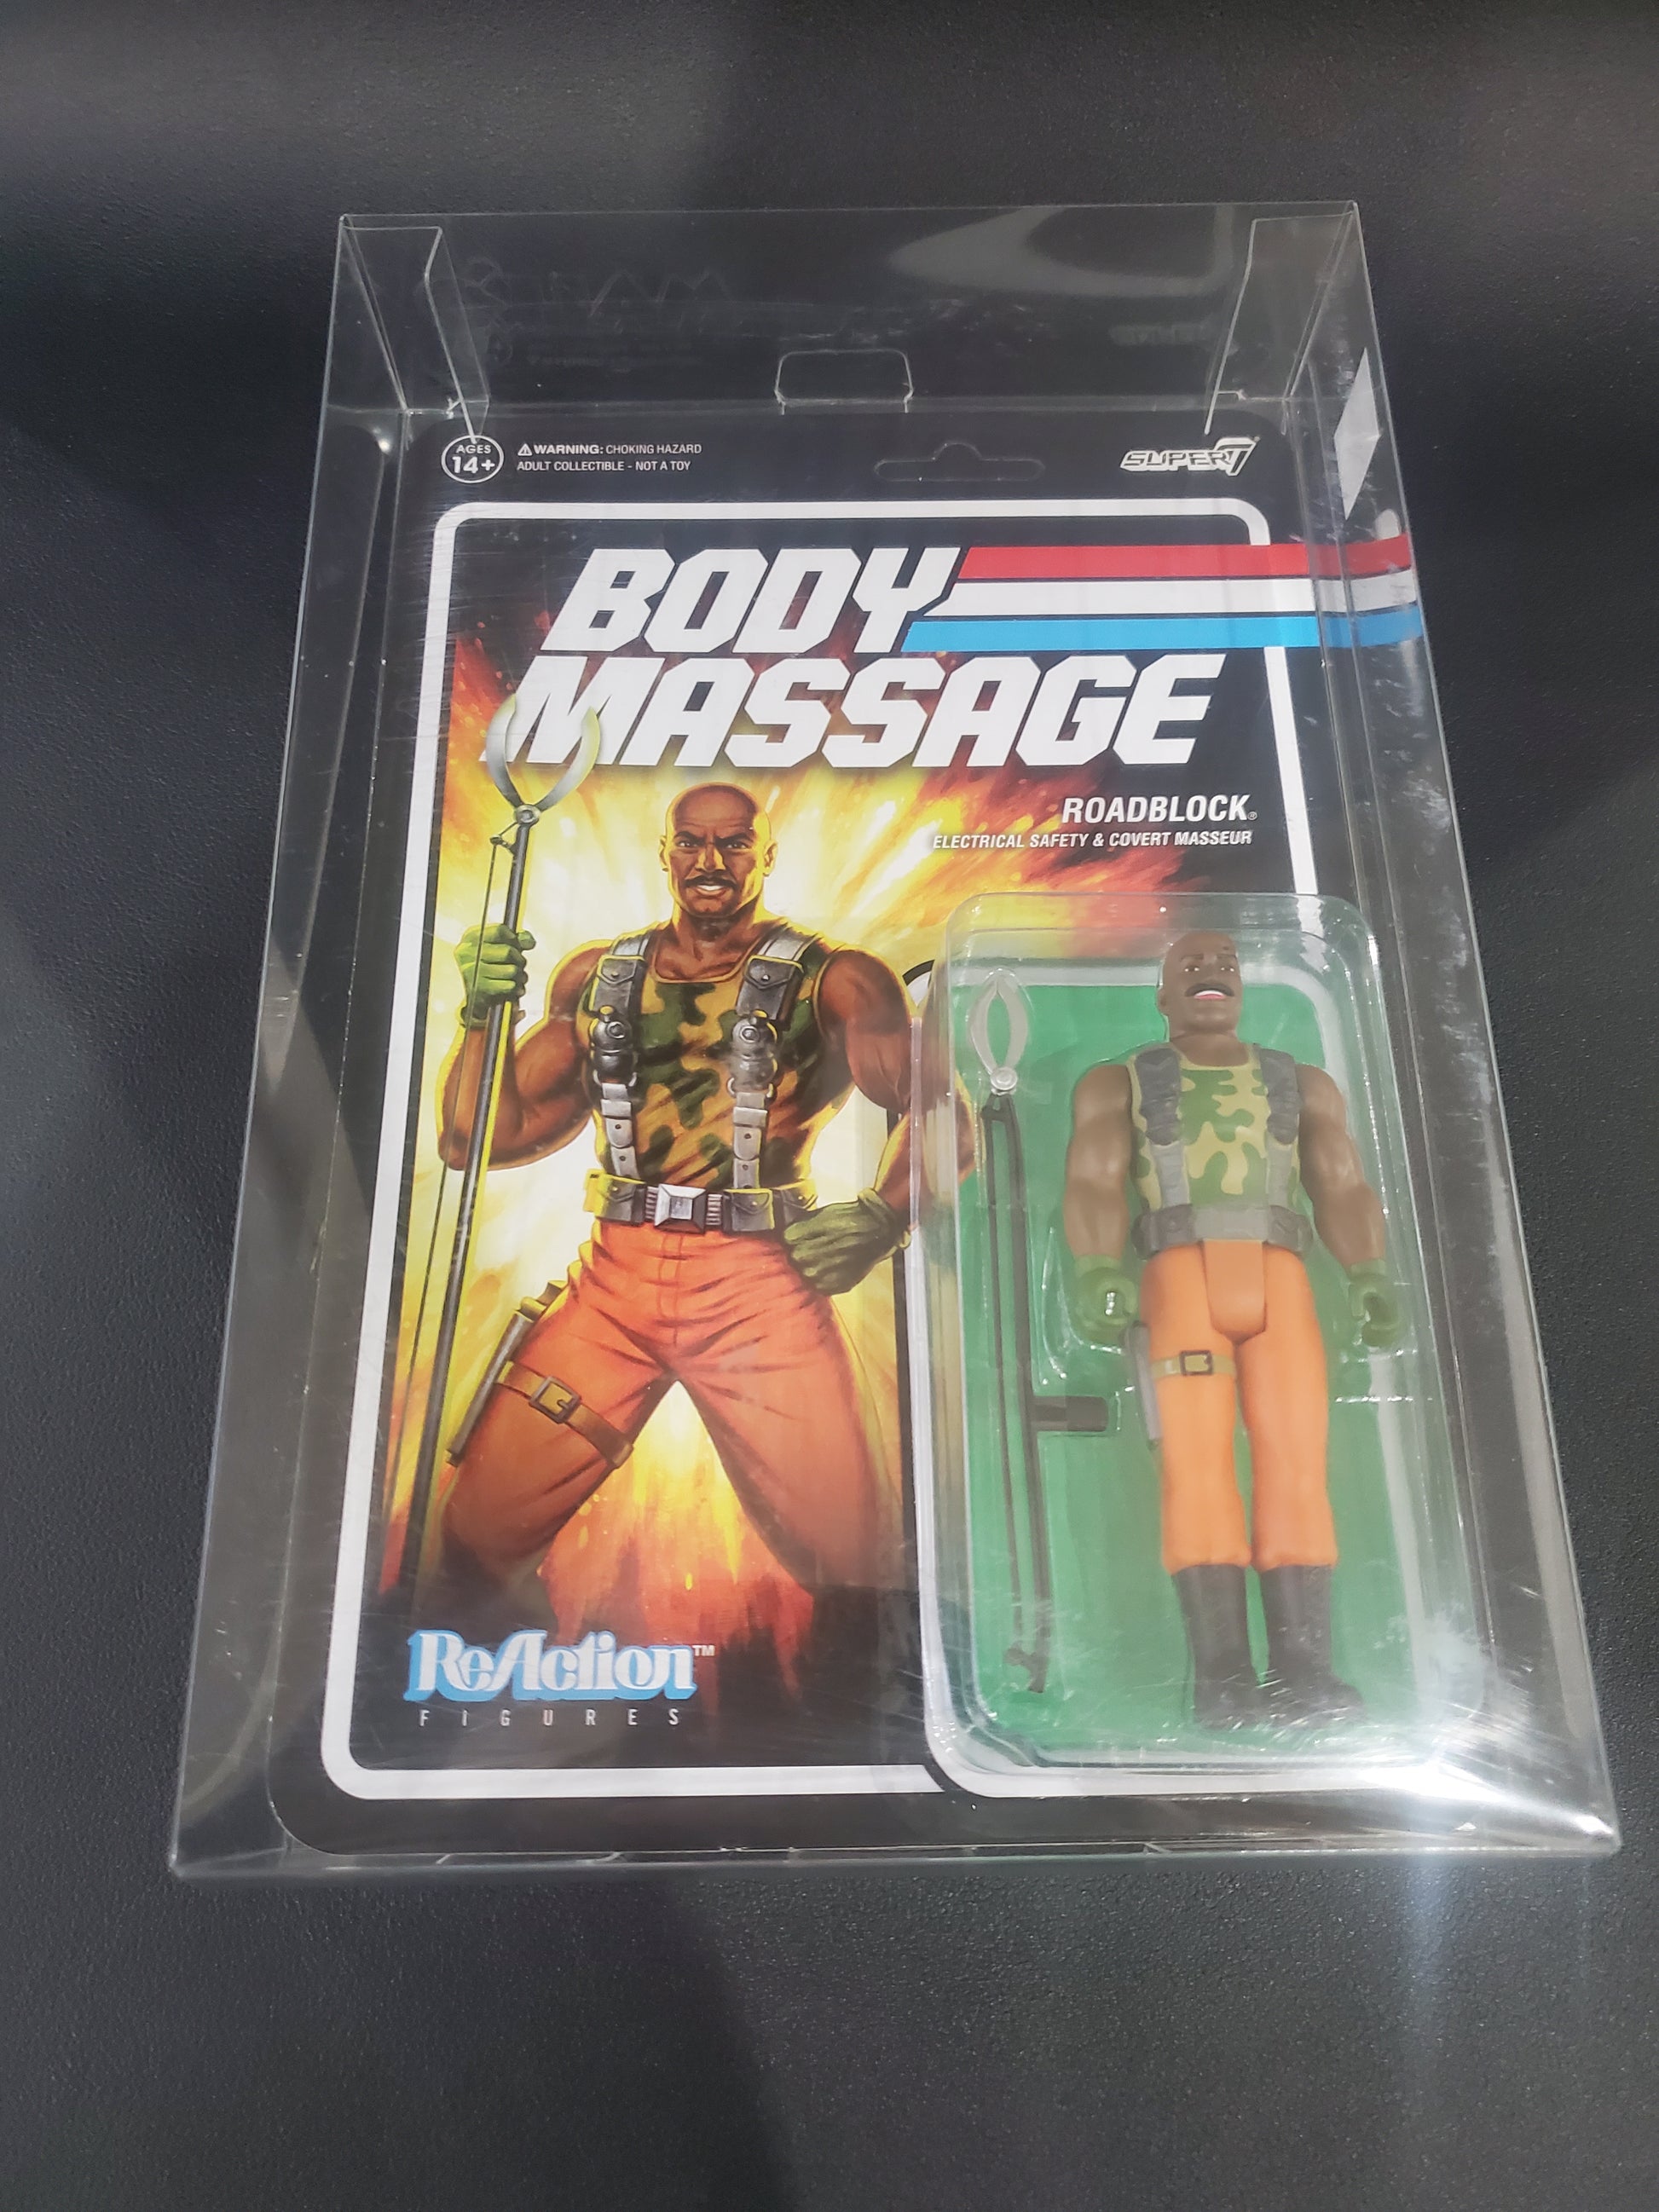 AGES
14+
⚠WARNING: CHOKING HAZARD
ADULT COLLECTIBLE - NOT A TOY
SUPER7®
BODY
MASSAGE
ROADBLOCK®
ELECTRICAL SAFETY & COVERT MASSEUR
ReAction™
FIGURES